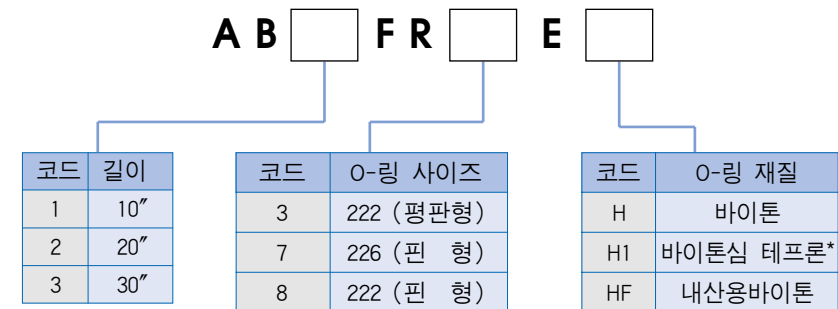 A B F R E
코드 길이
1 10″
2 20″
3 30″
코드 O-링 사이즈
3 222 (평판형)
7 226 (핀 형)
8 222 (핀 형)
코드 O-링 재질
H 바이톤
H1 바이톤심 테프론*
HF 내산용바이톤